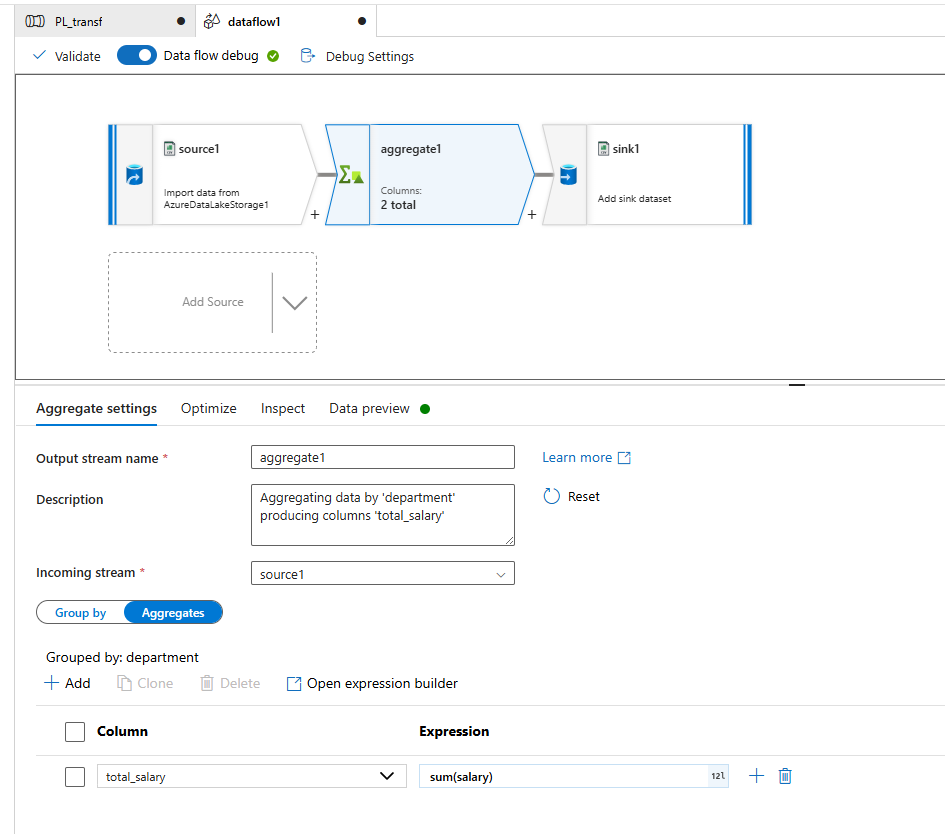 PL_transf
dataflow1
Validate
Data flow debug
Debug Settings
source1
Import data from
AzureDataLakeStorage1
+
aggregate1
Columns:
2 total
+
sink1
Add sink dataset
Add Source
Aggregate settings
Optimize
Inspect
Data preview
Output stream name *
aggregate1
Learn more
Description
Aggregating data by 'department'
producing columns 'total_salary'
Reset
Incoming stream *
source1
Group by
Aggregates
Grouped by: department
Add
Clone
Delete
Open expression builder
Column
Expression
total_salary
sum(salary)
12l